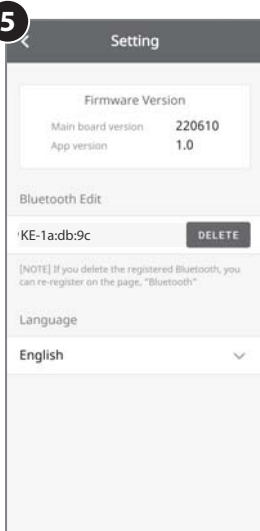 5
Setting
Firmware Version
Main board version 220610
App version 1.0
Bluetooth Edit
KE-1a:db:9c DELETE
[NOTE] If you delete the registered Bluetooth, you
can re-register on the page, "Bluetooth"
Language
English